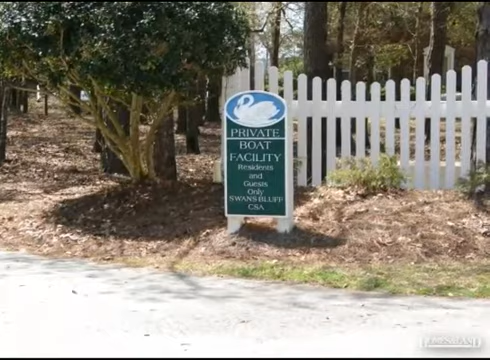 PRIVATE
BOAT
FACILITY
Residents
and
Guests
Only
SWANS BLUFF
CSA